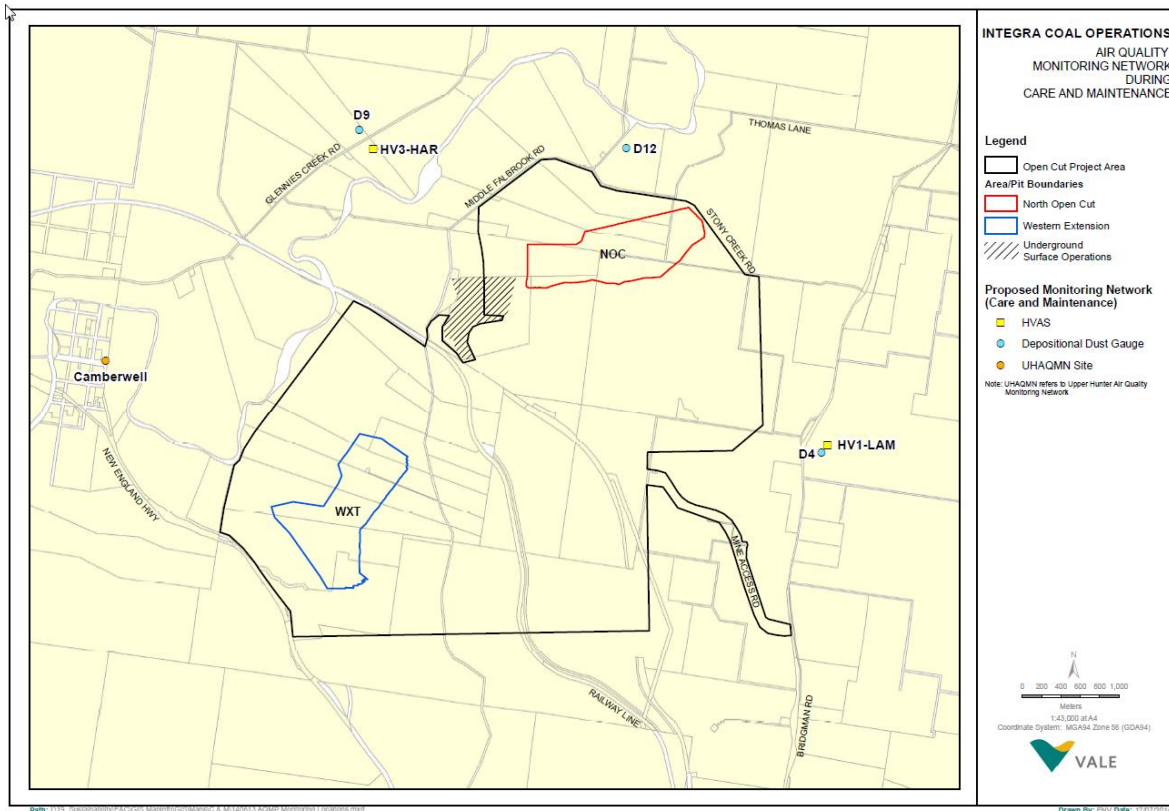 INTEGRA COAL OPERATIONS
AIR QUALITY
MONITORING NETWORK
DURING
CARE AND MAINTENANCE
Legend
Open Cut Project Area
Area/Pit Boundaries
North Open Cut
Western Extension
Underground
Surface Operations
Proposed Monitoring Network
(Care and Maintenance)
HVAS
Depositional Dust Gauge
UHAQMN Site
Note: UHAQMN refers to Upper Hunter Air Quality
Monitoring Network
D9
HV3-HAR
GLENNIES CREEK RD
MIDDLE FALBROOK RD
D12
THOMAS LANE
STONY CREEK RD
NOC
Camberwell
NEW ENGLAND HWY
WXT
D4
HV1-LAM
MINE ACCESS RD
RAILWAY LINE
BRIDGMAN RD
N
0 200 400 600 800 1,000
Meters
1:43,000 at A4
Coordinate System: MGA94 Zone 56 (GDA94)
VALE
Drawn By: PMV Date: